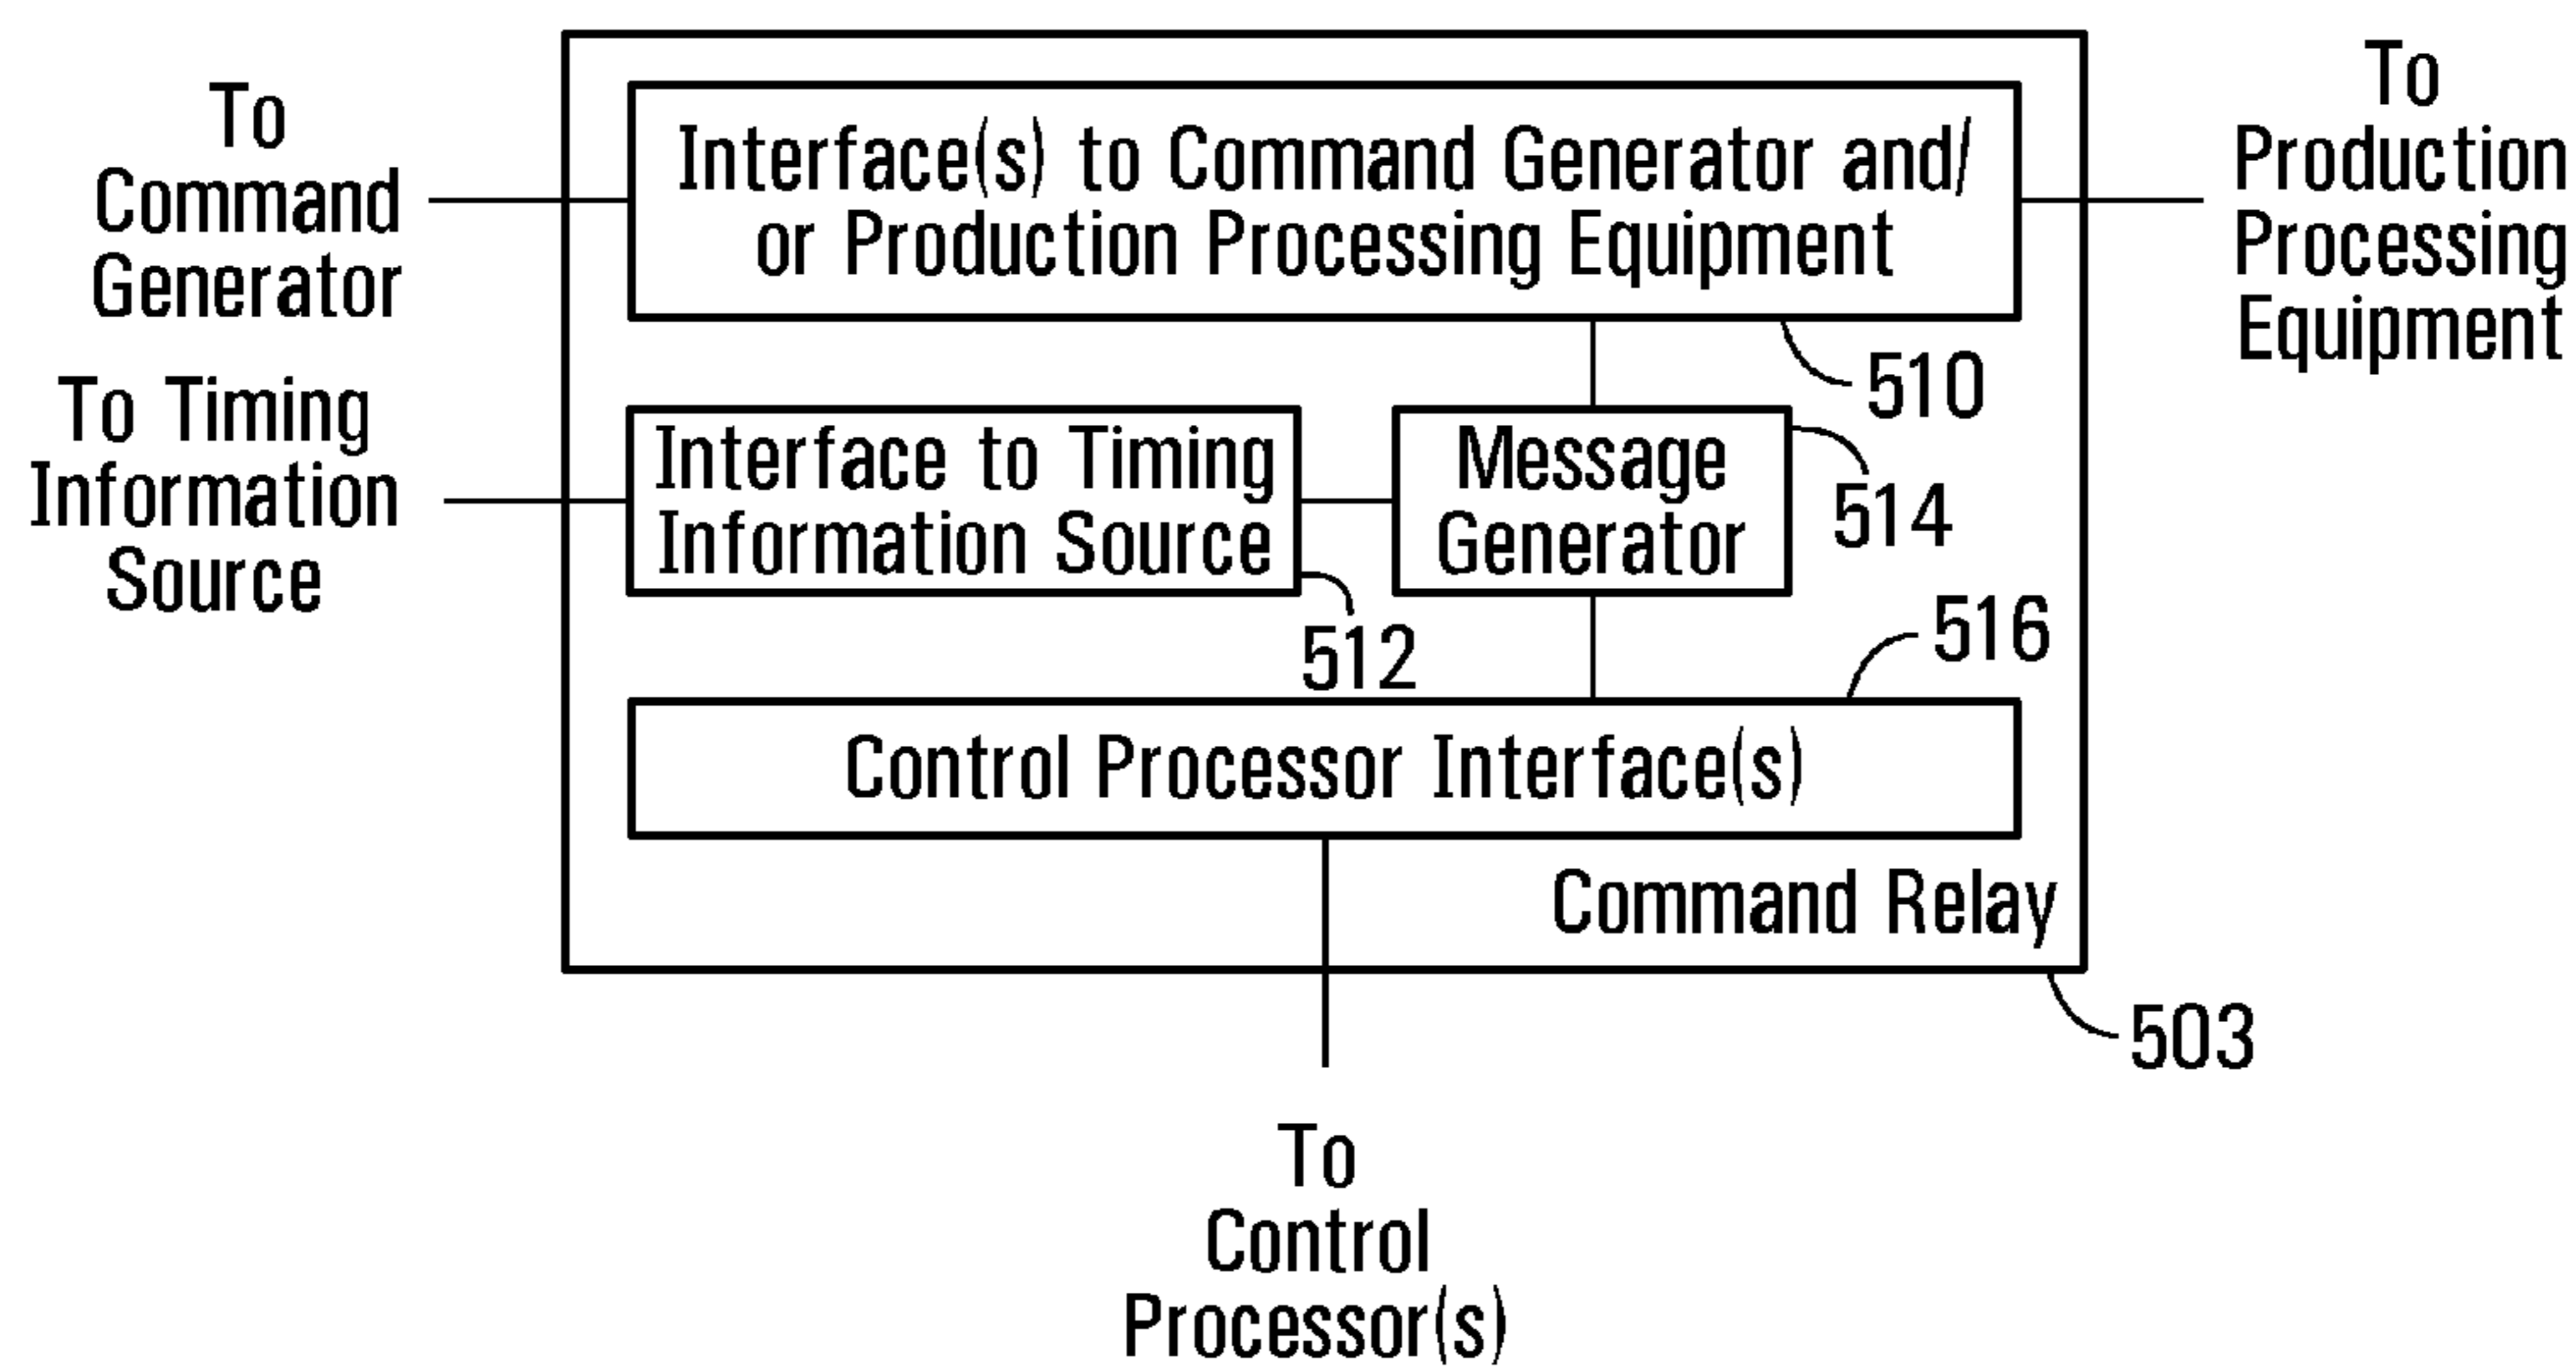 To
Command
Generator
Interface(s) to Command Generator and/
or Production Processing Equipment
To
Production
Processing
Equipment
510
To Timing
Information
Source
Interface to Timing
Information Source
512
Message
Generator
514
516
Control Processor Interface(s)
Command Relay
503
To
Control
Processor(s)